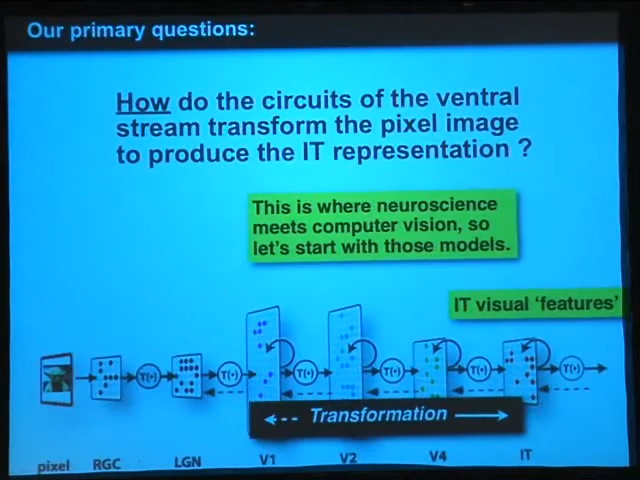 Our primary questions:
How do the circuits of the ventral
stream transform the pixel image
to produce the IT representation ?
This is where neuroscience
meets computer vision, so
let's start with those models.
IT visual 'features'
T(•) T(•) T(•) T(•) T(•) T(•)
Transformation
pixel RGC LGN V1 V2 V4 IT